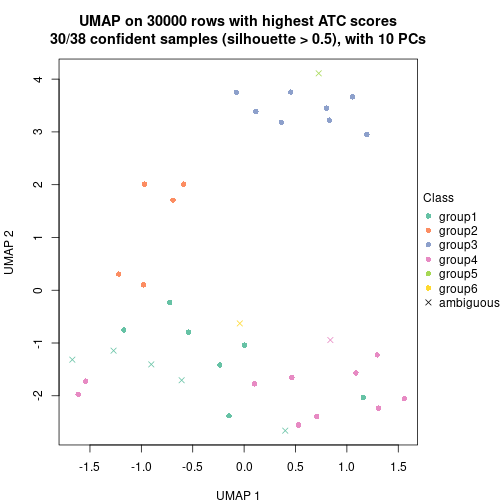 UMAP on 30000 rows with highest ATC scores
30/38 confident samples (silhouette > 0.5), with 10 PCs
4
3
2
1
0
-1
-2
UMAP 2
-1.5 -1.0 -0.5 0.0 0.5 1.0 1.5
UMAP 1
Class
group1
group2
group3
group4
group5
group6
ambiguous